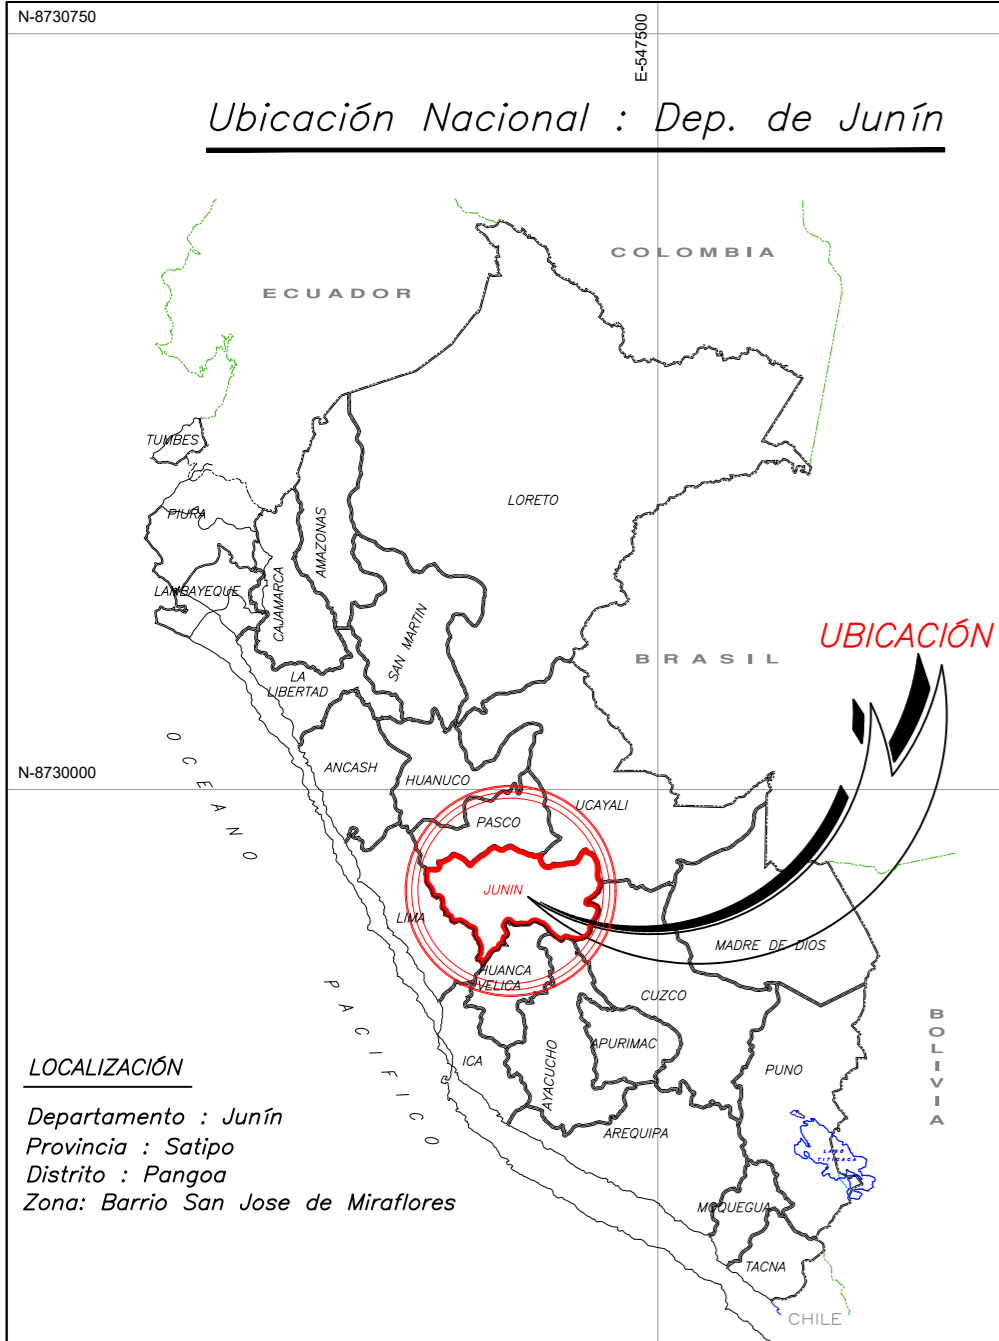 N-8730750
E-547500
Ubicación Nacional : Dep. de Junín
COLOMBIA
ECUADOR
TUMBES
LORETO
PIURA
AMAZONAS
LAMBAYEQUE
CAJAMARCA
SAN MARTIN
UBICACIÓN
BRASIL
LA
LIBERTAD
OCEANO
ANCASH
HUANUCO
N-8730000
UCAYALI
PASCO
JUNIN
LIMA
MADRE DE DIOS
HUANCA
VELICA
CUZCO
PACIFICO
BOLIVIA
APURIMAC
ICA
AYACUCHO
PUNO
LOCALIZACIÓN
AREQUIPA
Departamento : Junín
Provincia : Satipo
Distrito : Pangoa
Zona: Barrio San Jose de Miraflores
LAGO
TITICACA
MOQUEGUA
TACNA
CHILE